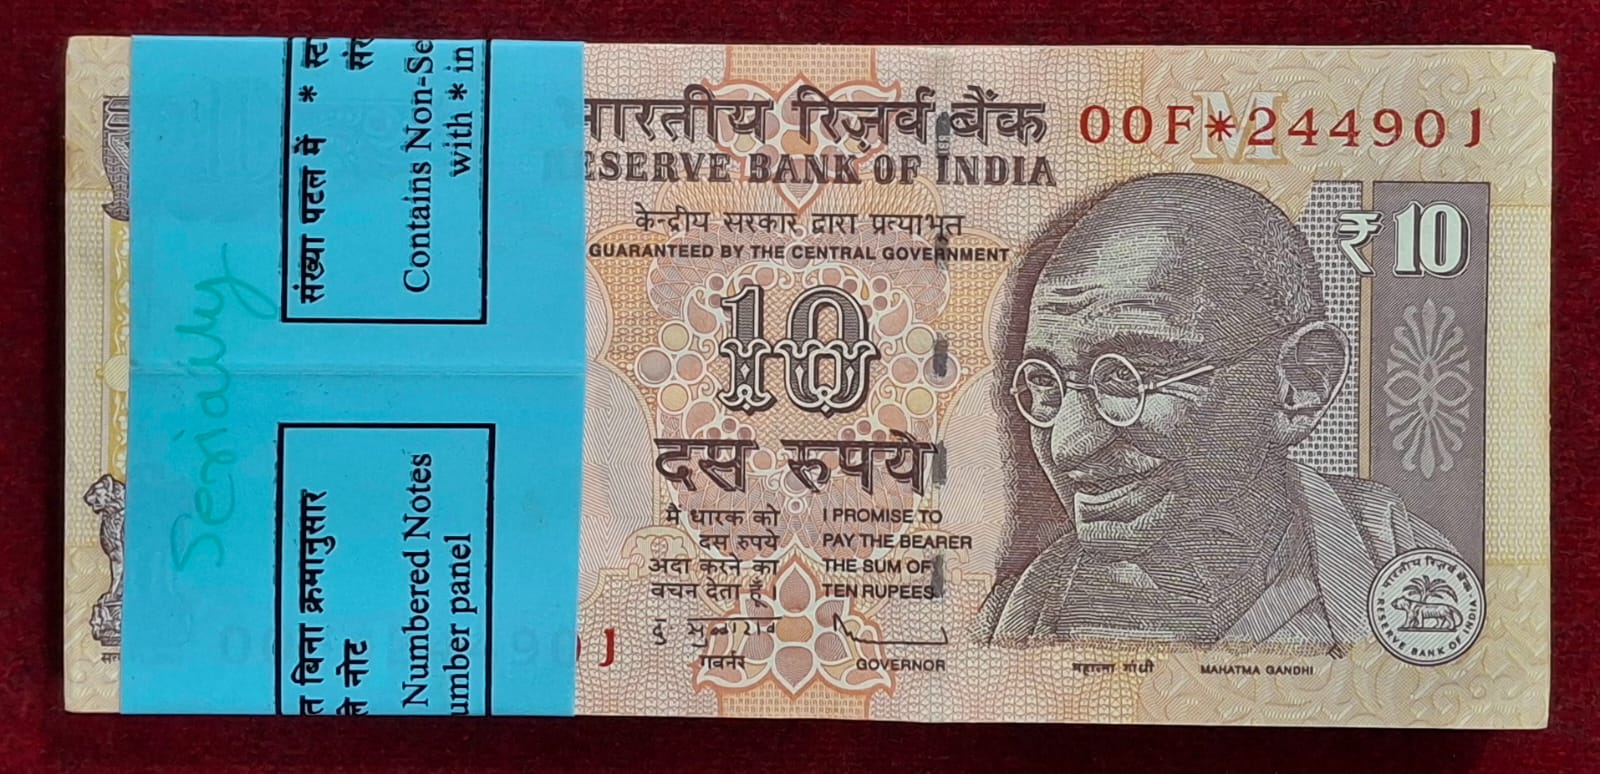 Serially
संख्या पटल में * स्ट
संर
Contains Non-Se
with * in
त बिना क्रमानुसार
ले नोट
Numbered Notes
umber panel
भारतीय रिज़र्व बैंक
RESERVE BANK OF INDIA
00F*244901
केन्द्रीय सरकार द्वारा प्रत्याभूत
GUARANTEED BY THE CENTRAL GOVERNMENT
₹10
10
दस रुपये
मैं धारक को
दस रुपये
अदा करने का
वचन देता हूँ।
I PROMISE TO
PAY THE BEARER
THE SUM OF
TEN RUPEES
गवर्नर
GOVERNOR
महात्मा गांधी
MAHATMA GANDHI
भारतीय रिज़र्व बैंक
RESERVE BANK OF INDIA